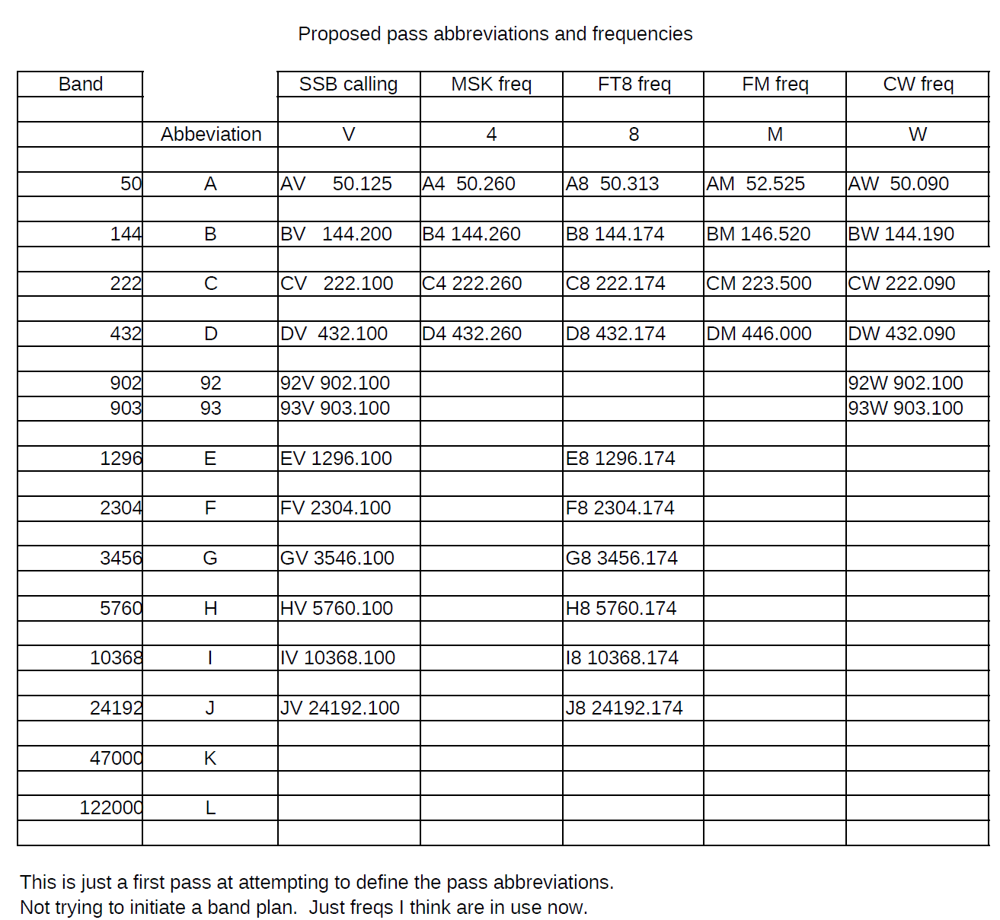 Proposed pass abbreviations and frequencies
Band SSB calling MSK freq FT8 freq FM freq CW freq
Abbeviation V 4 8 M W
50 A AV 50.125 A4 50.260 A8 50.313 AM 52.525 AW 50.090
144 B BV 144.200 B4 144.260 B8 144.174 BM 146.520 BW 144.190
222 C CV 222.100 C4 222.260 C8 222.174 CM 223.500 CW 222.090
432 D DV 432.100 D4 432.260 D8 432.174 DM 446.000 DW 432.090
902 92 92V 902.100 92W 902.100
903 93 93V 903.100 93W 903.100
1296 E EV 1296.100 E8 1296.174
2304 F FV 2304.100 F8 2304.174
3456 G GV 3546.100 G8 3456.174
5760 H HV 5760.100 H8 5760.174
10368 I IV 10368.100 I8 10368.174
24192 J JV 24192.100 J8 24192.174
47000 K
122000 L
This is just a first pass at attempting to define the pass abbreviations.
Not trying to initiate a band plan. Just freqs I think are in use now.